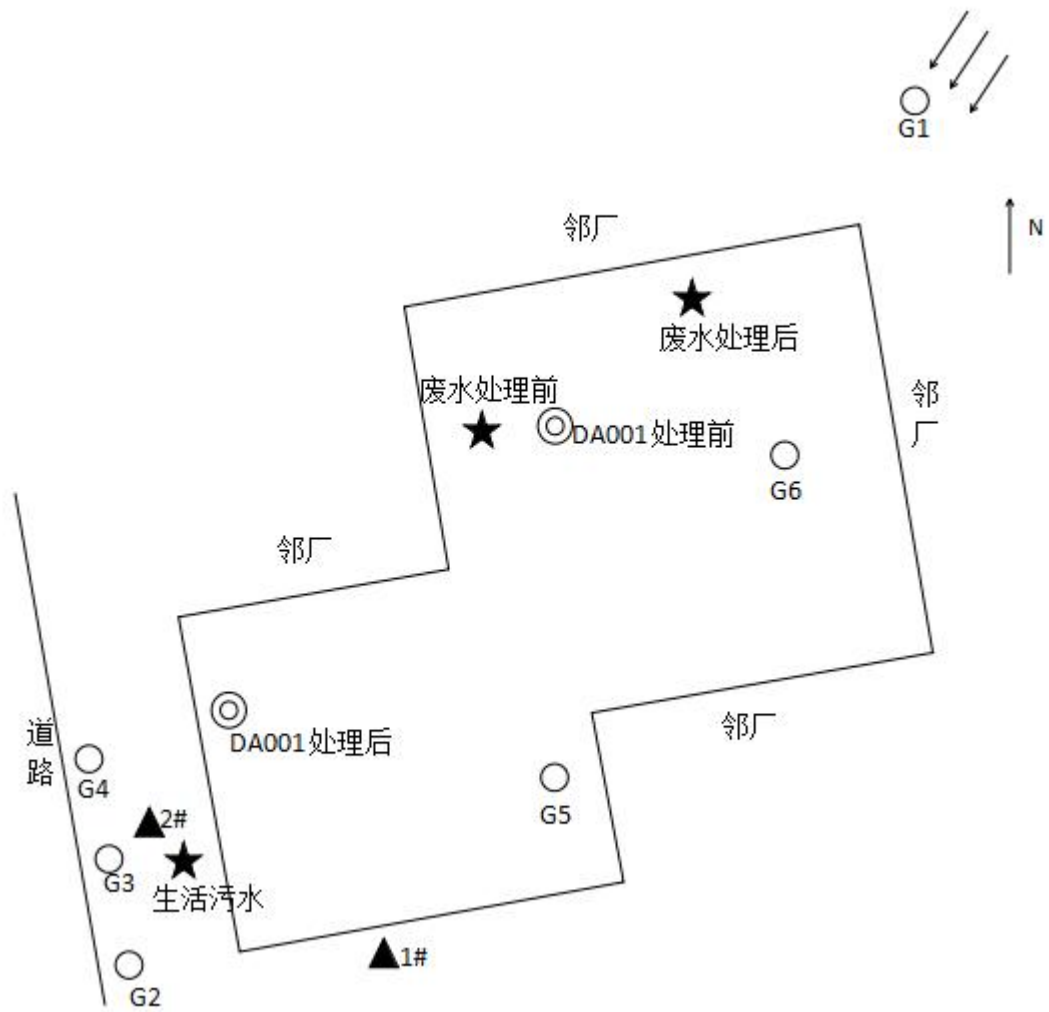 G1
N
邻厂
废水处理后
废水处理前
邻
厂
DA001处理前
G6
邻厂
道
路
DA001处理后
邻厂
G4
G5
2#
G3
生活污水
1#
G2